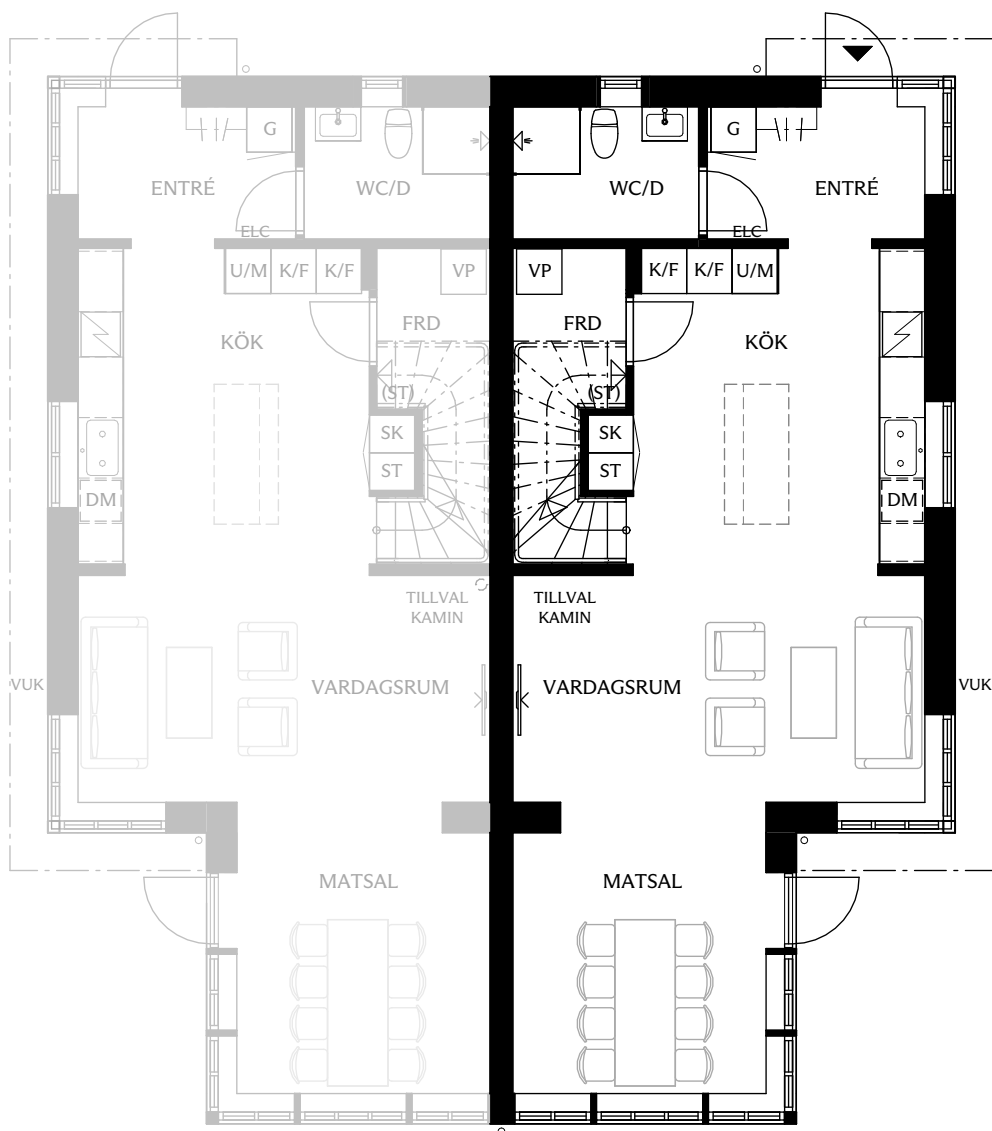 G
G
ENTRÉ
WC/D
WC/D
ENTRÉ
ELC
ELC
U/M K/F K/F
VP
VP
K/F K/F U/M
KÖK
FRD
FRD
KÖK
(ST)
(ST)
SK
SK
ST
ST
DM
DM
TILLVAL
KAMIN
TILLVAL
KAMIN
VUK
VARDAGSRUM
VARDAGSRUM
VUK
MATSAL
MATSAL